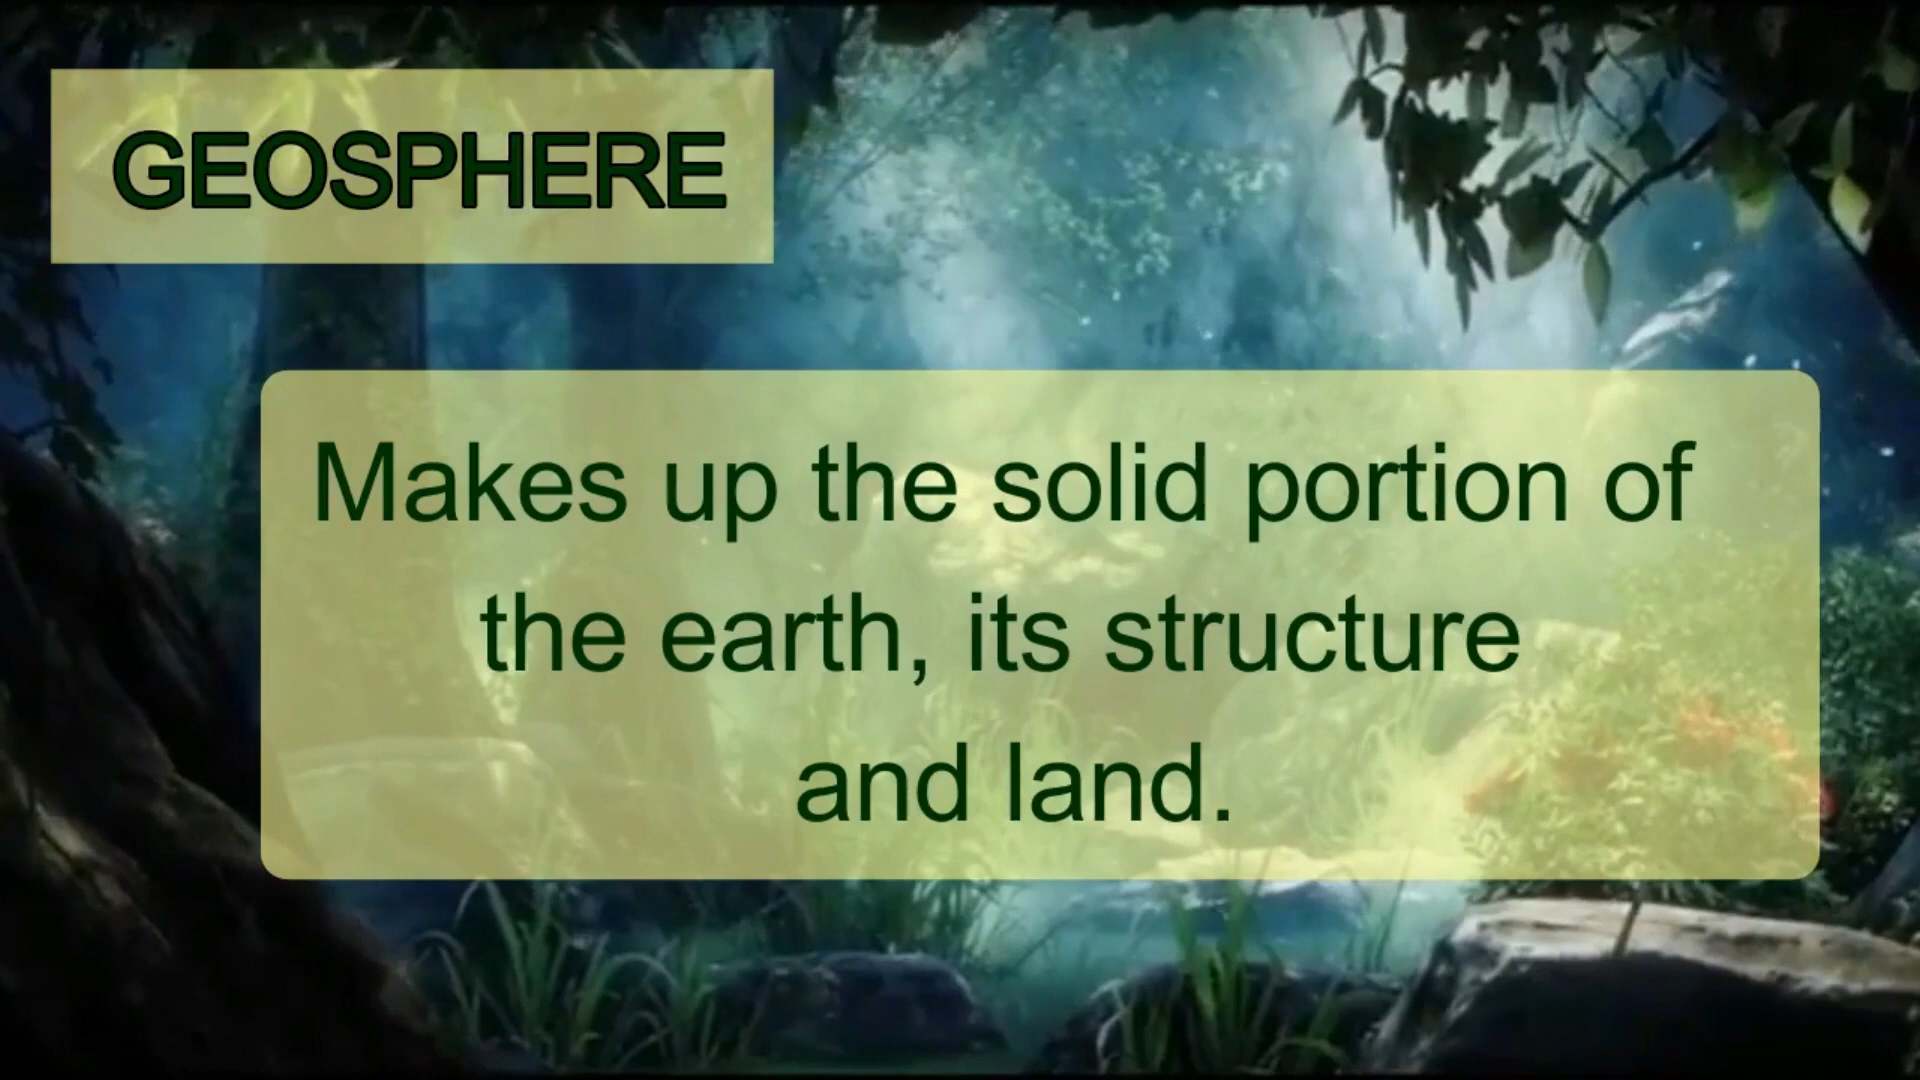 GEOSPHERE
Makes up the solid portion of
the earth, its structure
and land.